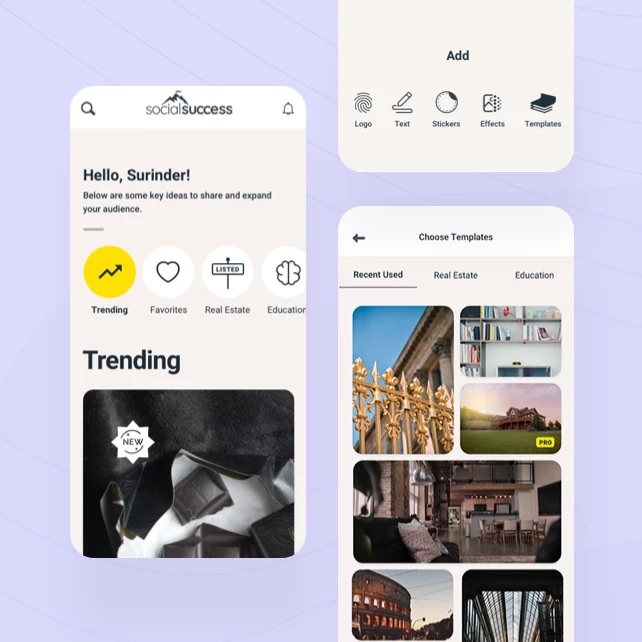 socialsuccess
Hello, Surinder!
Below are some key ideas to share and expand
your audience.
LISTED
Trending
Favorites
Real Estate
Education
Trending
NEW
Add
Logo
Text
Stickers
Effects
Templates
Choose Templates
Recent Used
Real Estate
Education
PRO